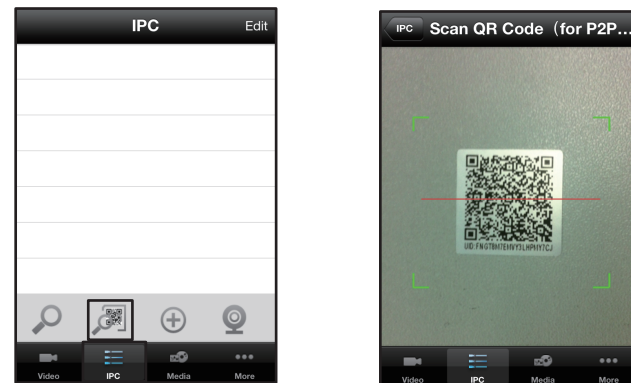 IPC Edit
Video IPC Media More
IPC Scan QR Code (for P2P...
Video IPC Media More